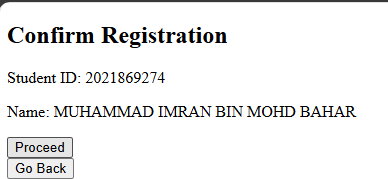 Confirm Registration
Student ID: 2021869274
Name: MUHAMMAD IMRAN BIN MOHD BAHAR
Proceed
Go Back